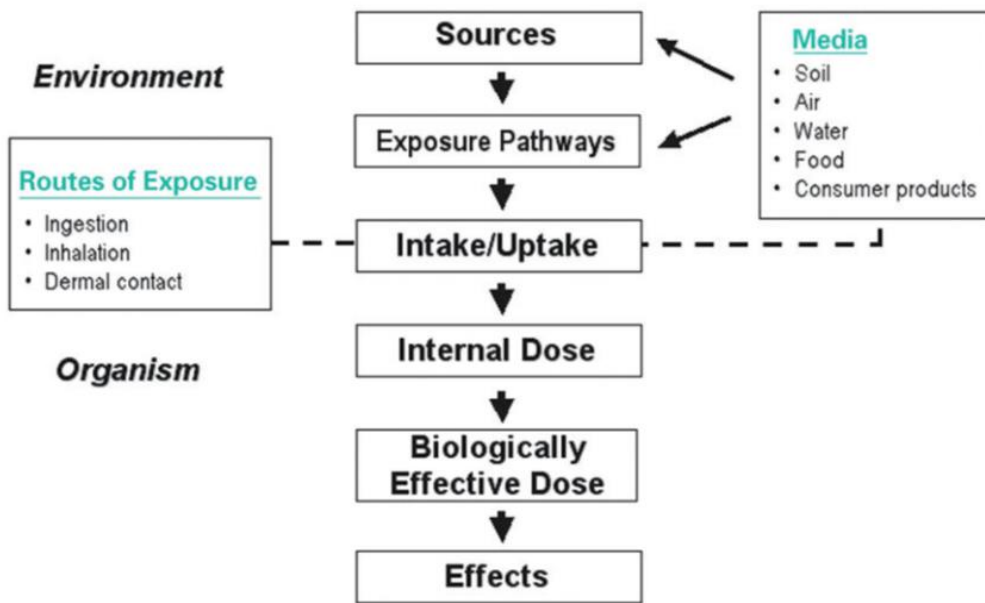 Sources
Media
• Soil
• Air
• Water
• Food
• Consumer products
Environment
Exposure Pathways
Routes of Exposure
• Ingestion
• Inhalation
• Dermal contact
Intake/Uptake
Internal Dose
Organism
Biologically
Effective Dose
Effects